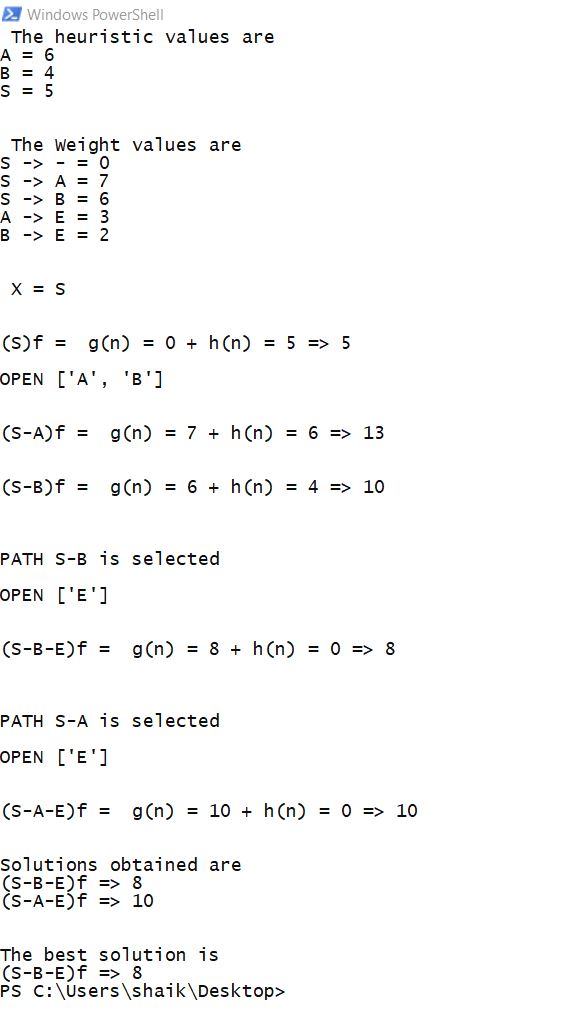 Windows PowerShell
The heuristic values are
A = 6
B = 4
S = 5
The Weight values are
S -> - = 0
S -> A = 7
S -> B = 6
A -> E = 3
B -> E = 2
X = S
(S)f =  g(n) = 0 + h(n) = 5 => 5
OPEN ['A', 'B']
(S-A)f =  g(n) = 7 + h(n) = 6 => 13
(S-B)f =  g(n) = 6 + h(n) = 4 => 10
PATH S-B is selected
OPEN ['E']
(S-B-E)f =  g(n) = 8 + h(n) = 0 => 8
PATH S-A is selected
OPEN ['E']
(S-A-E)f =  g(n) = 10 + h(n) = 0 => 10
Solutions obtained are
(S-B-E)f => 8
(S-A-E)f => 10
The best solution is
(S-B-E)f => 8
PS C:\Users\shaik\Desktop>